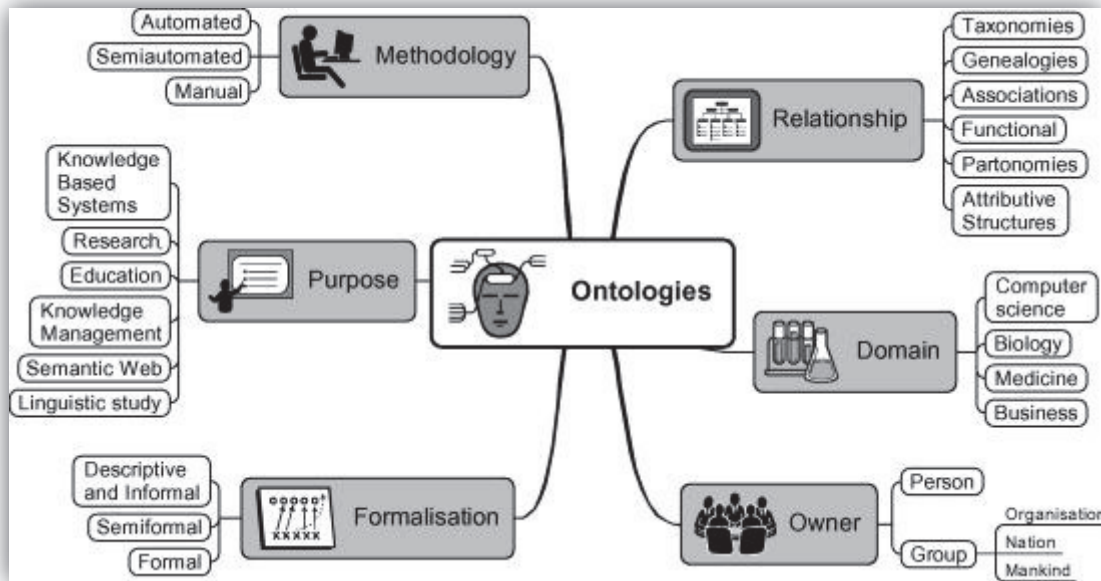 Automated
Semiautomated
Manual
Methodology
Taxonomies
Genealogies
Associations
Functional
Partonomies
Attributive
Structures
Relationship
Knowledge
Based
Systems
Research
Education
Knowledge
Management
Semantic Web
Linguistic study
Purpose
Ontologies
Computer
science
Biology
Medicine
Business
Domain
Descriptive
and Informal
Semiformal
Formal
Formalisation
Owner
Person
Group
Organisation
Nation
Mankind